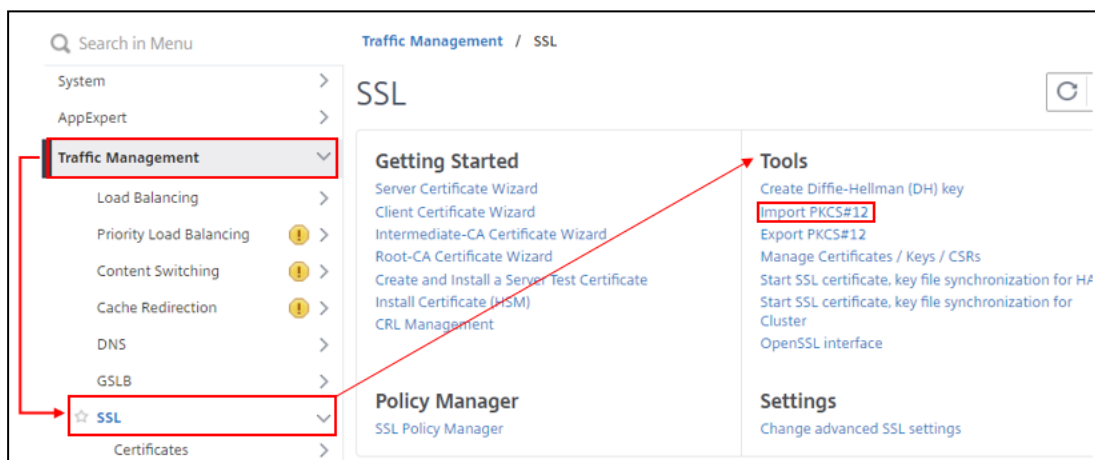 Search in Menu
System
AppExpert
Traffic Management
Load Balancing
Priority Load Balancing
Content Switching
Cache Redirection
DNS
GSLB
SSL
Certificates
Traffic Management / SSL
SSL
Getting Started
Server Certificate Wizard
Client Certificate Wizard
Intermediate-CA Certificate Wizard
Root-CA Certificate Wizard
Create and Install a Server Test Certificate
Install Certificate (HSM)
CRL Management
Tools
Create Diffie-Hellman (DH) key
Import PKCS#12
Export PKCS#12
Manage Certificates / Keys / CSRs
Start SSL certificate, key file synchronization for HA
Start SSL certificate, key file synchronization for
Cluster
OpenSSL interface
Policy Manager
SSL Policy Manager
Settings
Change advanced SSL settings